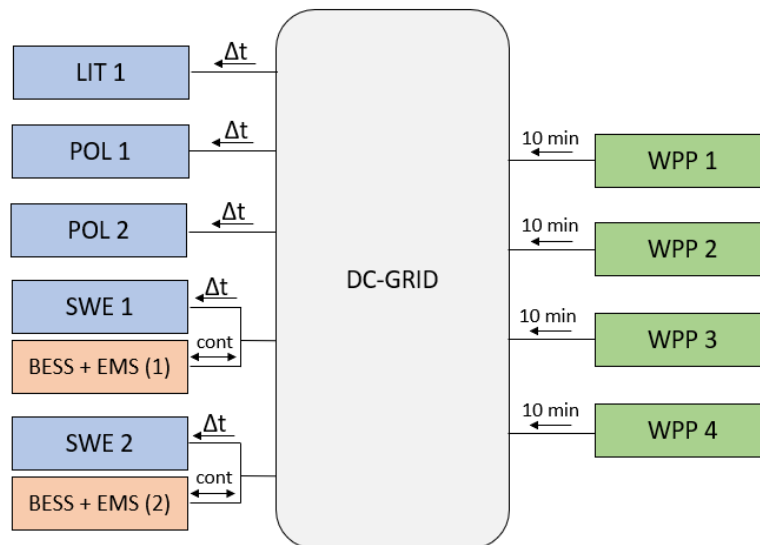 LIT 1
Δt
POL 1
Δt
POL 2
Δt
SWE 1
Δt
BESS + EMS (1)
cont
SWE 2
Δt
BESS + EMS (2)
cont
DC-GRID
10 min
WPP 1
10 min
WPP 2
10 min
WPP 3
10 min
WPP 4